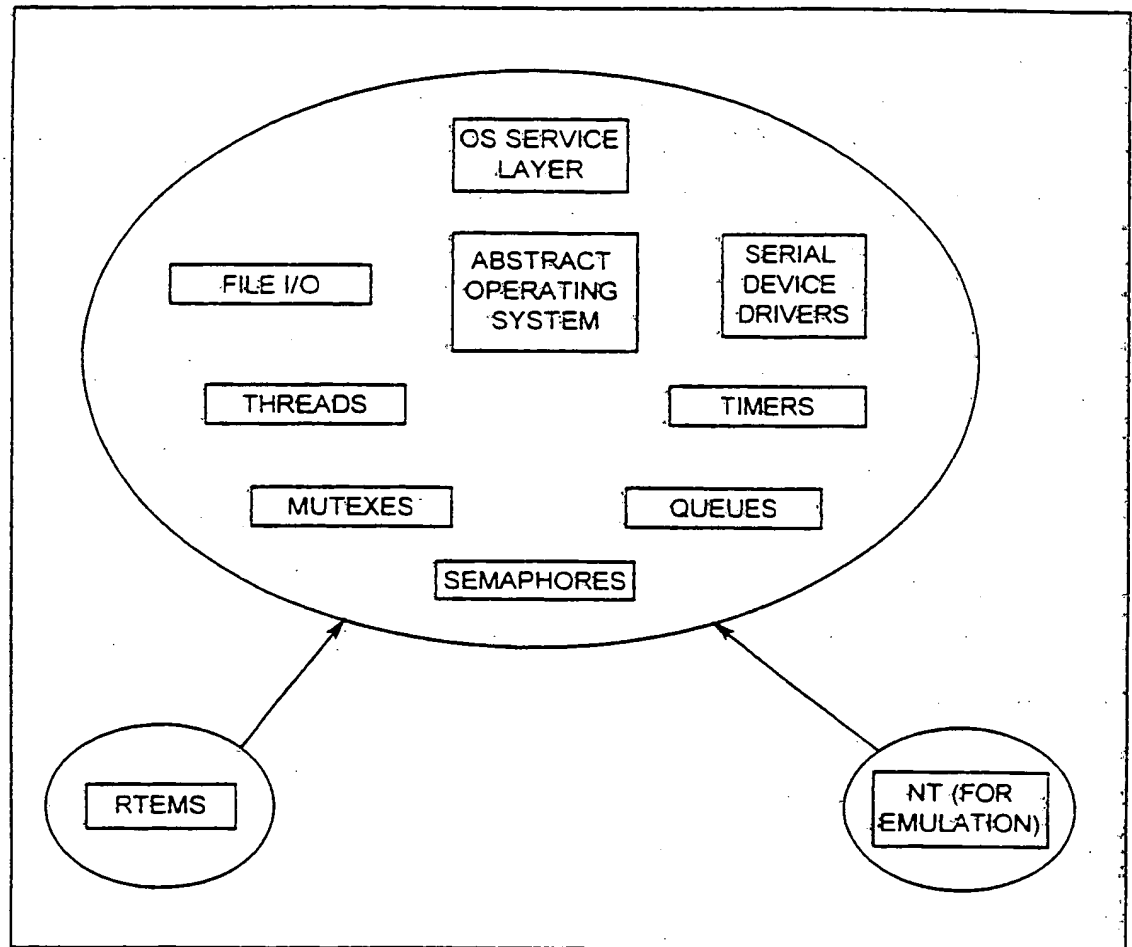 OS SERVICE
LAYER
FILE I/O
ABSTRACT
OPERATING
SYSTEM
SERIAL
DEVICE
DRIVERS
THREADS
TIMERS
MUTEXES
QUEUES
SEMAPHORES
RTEMS
NT (FOR
EMULATION)